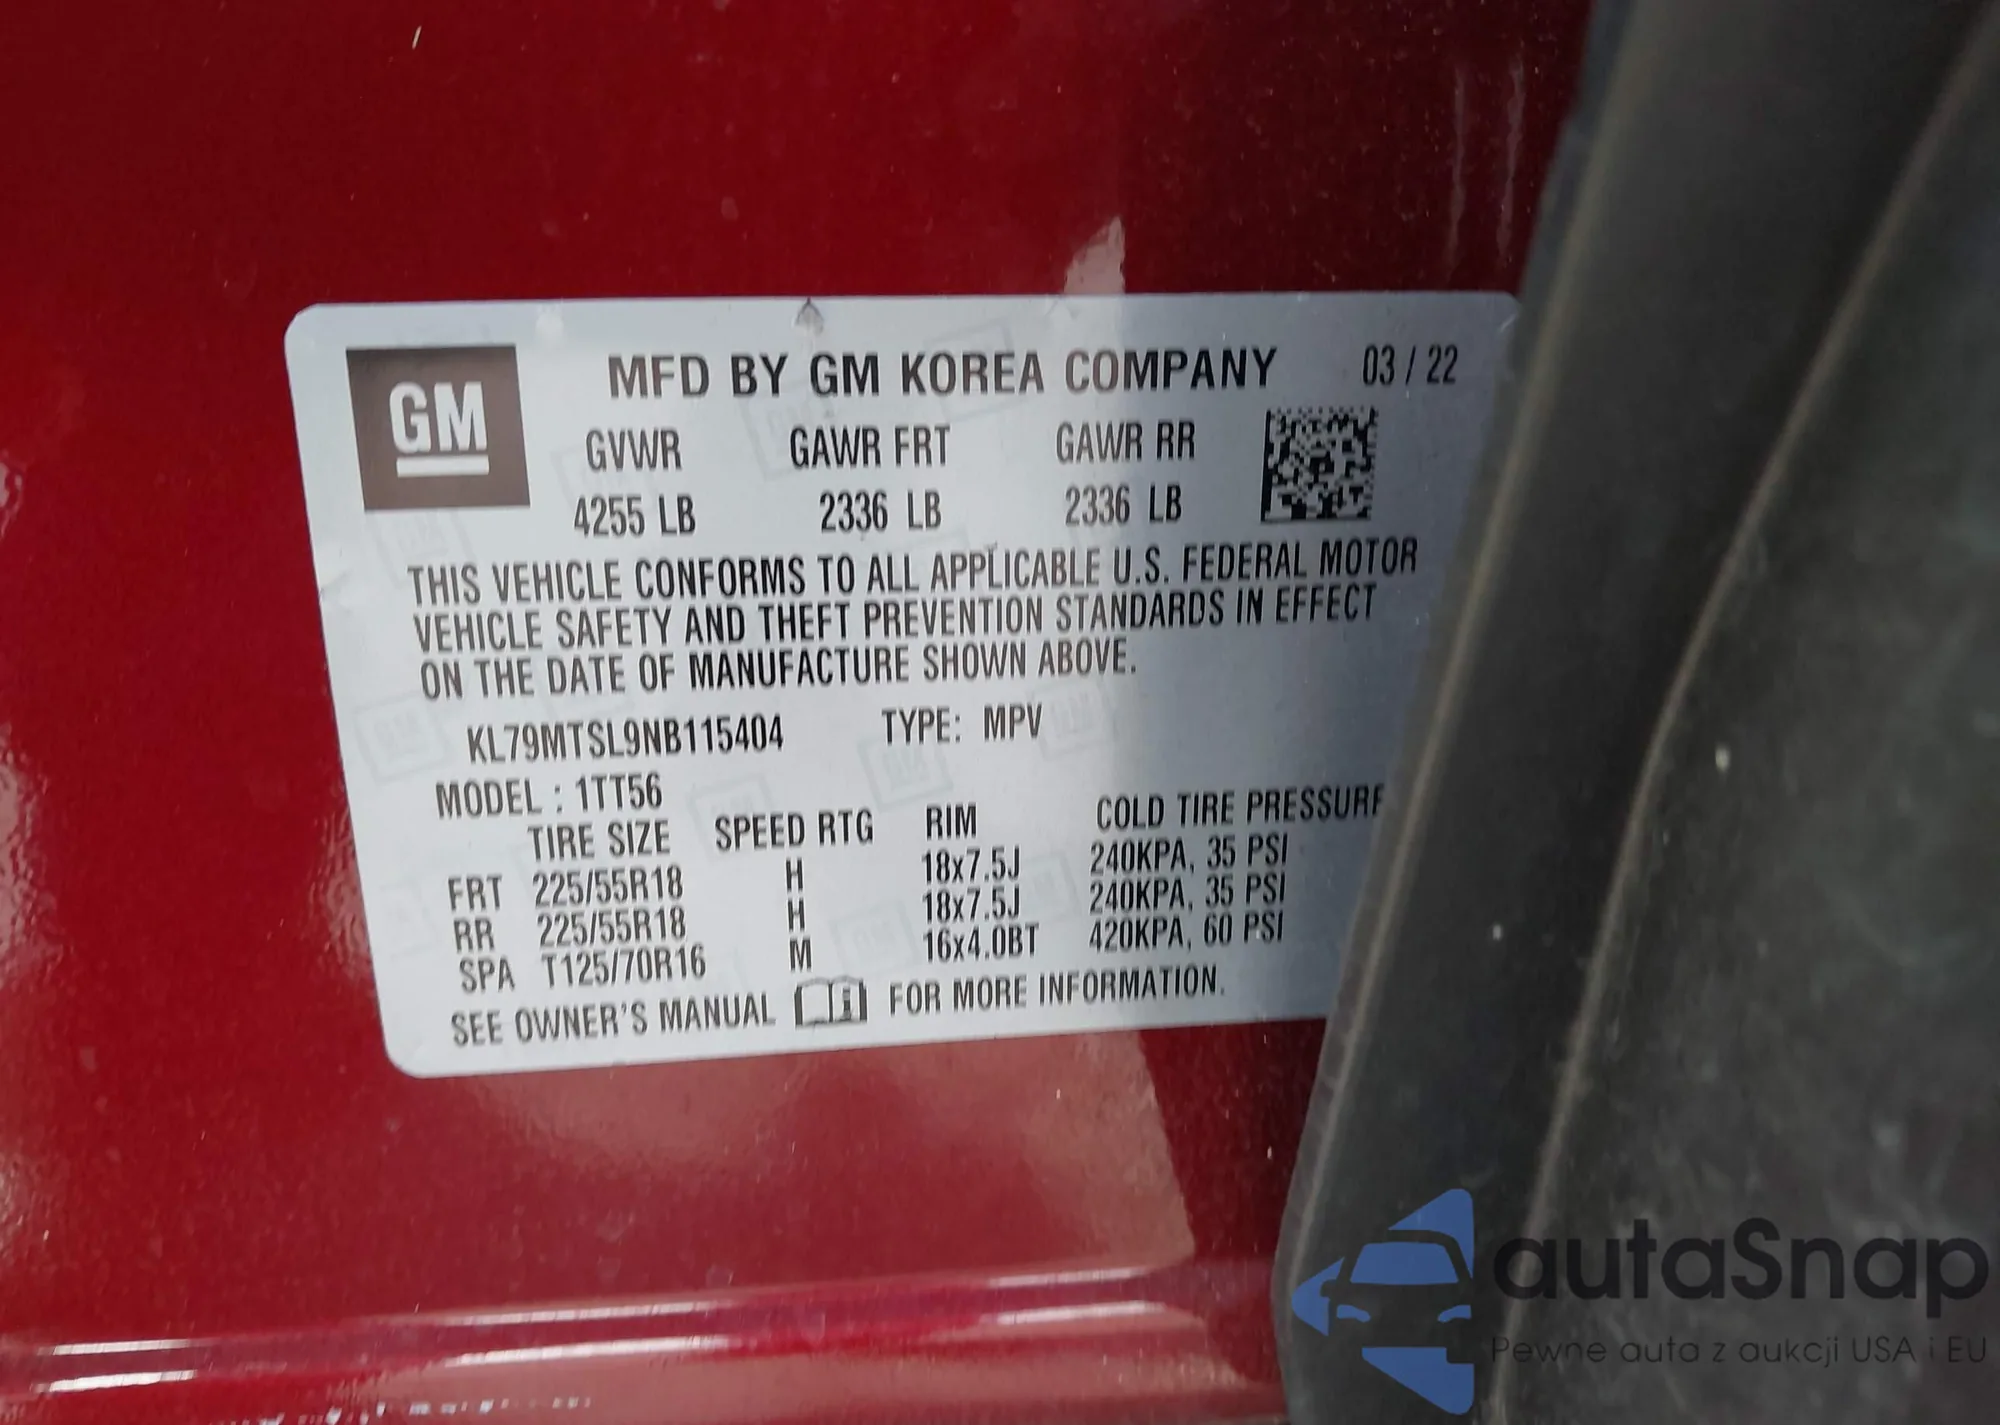 GM
MFD BY GM KOREA COMPANY 03 / 22
GVWR GAWR FRT GAWR RR
4255 LB 2336 LB 2336 LB
THIS VEHICLE CONFORMS TO ALL APPLICABLE U.S. FEDERAL MOTOR
VEHICLE SAFETY AND THEFT PREVENTION STANDARDS IN EFFECT
ON THE DATE OF MANUFACTURE SHOWN ABOVE.
KL79MTSL9NB115404 TYPE: MPV
MODEL : 1TT56
TIRE SIZE SPEED RTG RIM COLD TIRE PRESSURE
FRT 225/55R18 H 18x7.5J 240KPA, 35 PSI
RR 225/55R18 H 18x7.5J 240KPA, 35 PSI
SPA T125/70R16 M 16x4.0BT 420KPA, 60 PSI
SEE OWNER'S MANUAL i FOR MORE INFORMATION.
autaSnap
Pewne auta z aukcji USA i EU